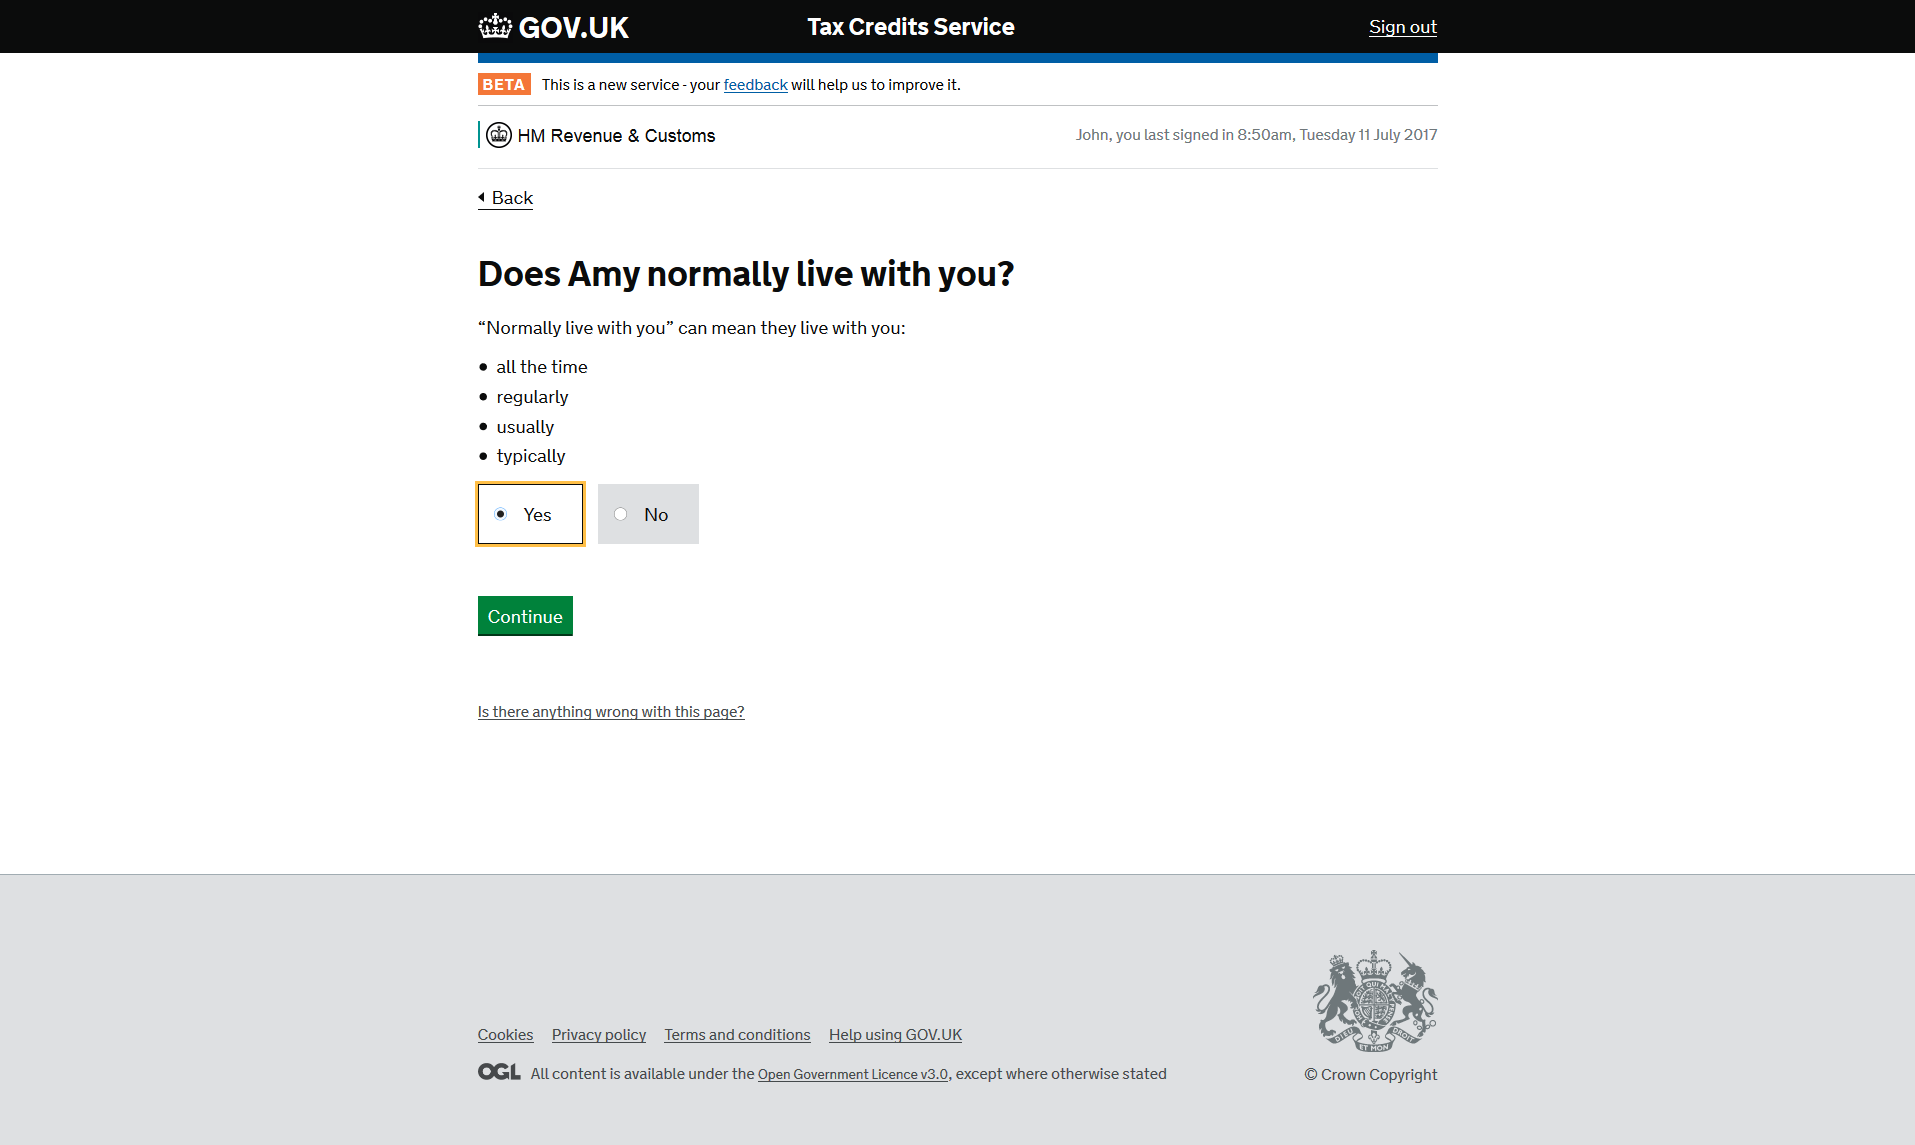 GOV.UK
Tax Credits Service
Sign out
BETA This is a new service - your feedback will help us to improve it.
HM Revenue & Customs
John, you last signed in 8:50am, Tuesday 11 July 2017
Back
Does Amy normally live with you?
“Normally live with you” can mean they live with you:
all the time
regularly
usually
typically
Yes
No
Continue
Is there anything wrong with this page?
Cookies Privacy policy Terms and conditions Help using GOV.UK
OGL All content is available under the Open Government Licence v3.0, except where otherwise stated
© Crown Copyright